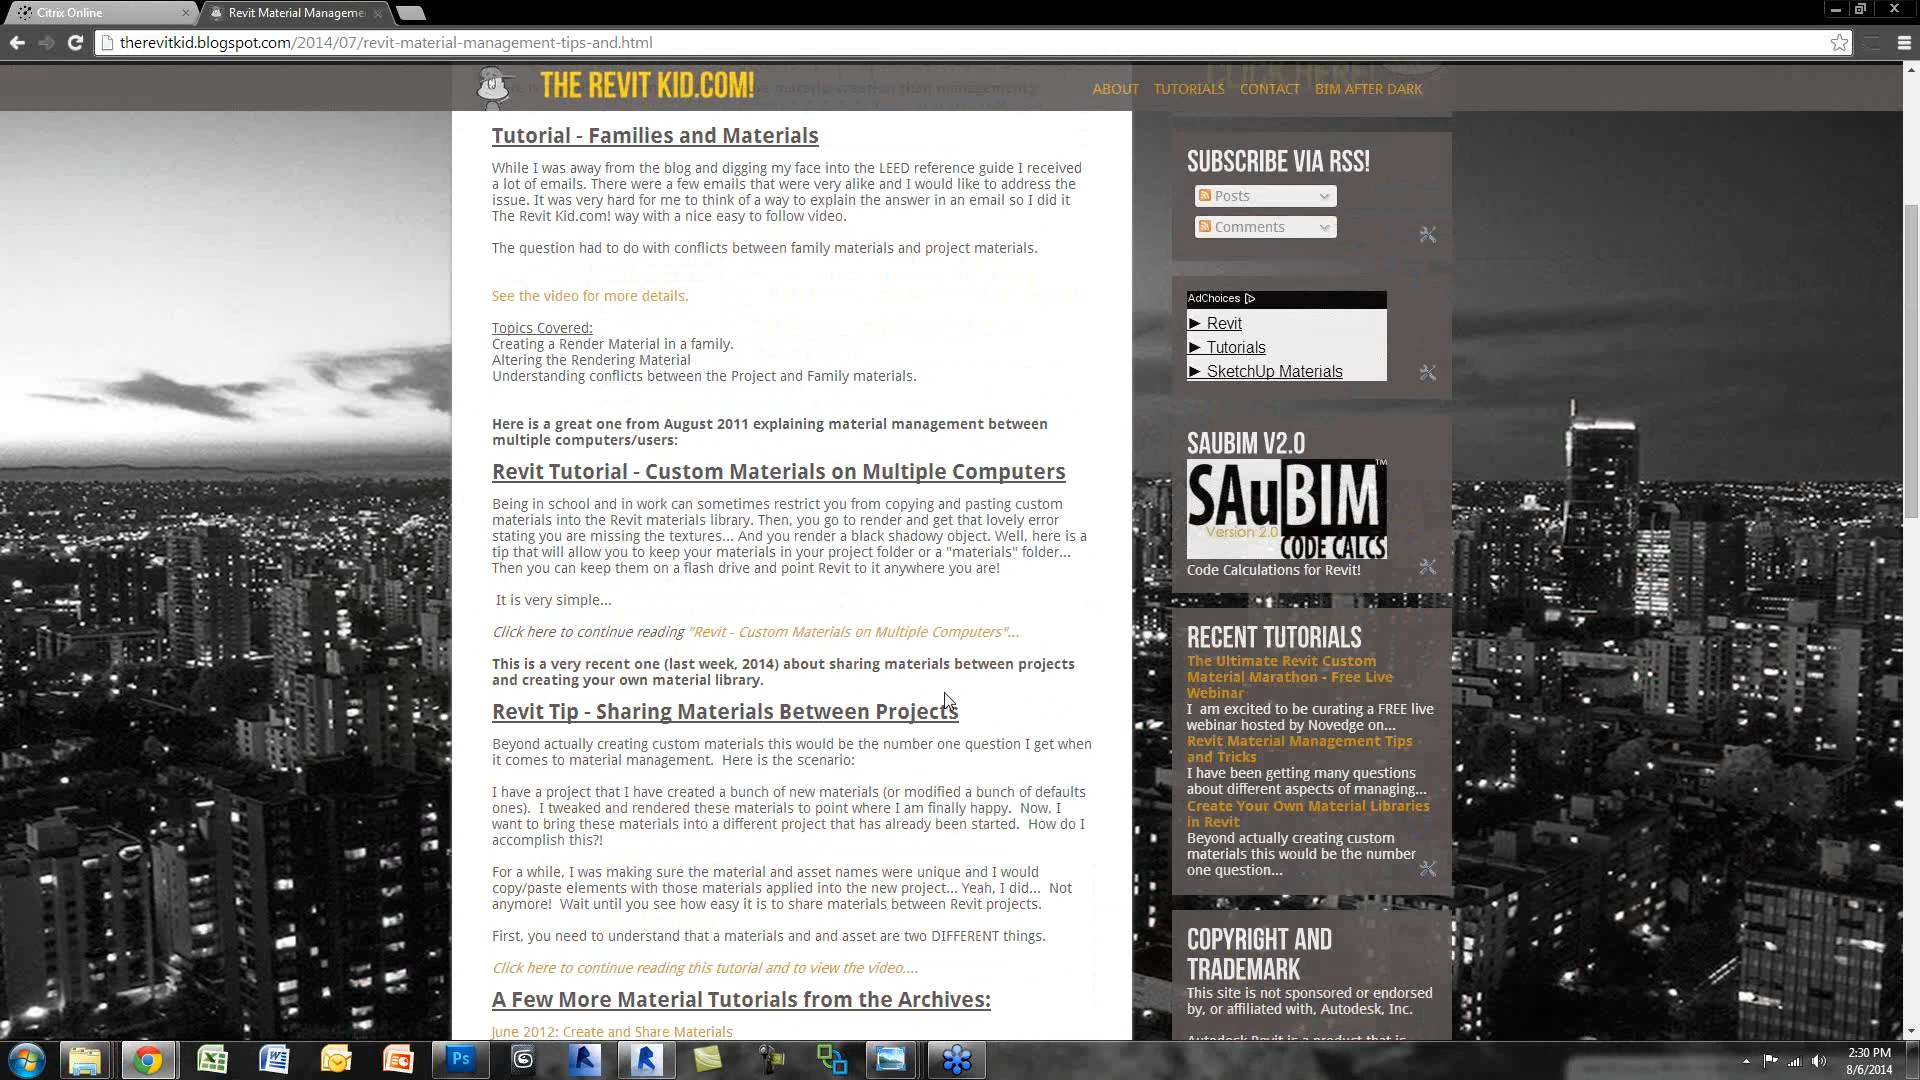 Citrix Online
Revit Material Manageme
therevitkid.blogspot.com/2014/07/revit-material-management-tips-and.html
THE REVIT KID.COM!
ABOUT TUTORIALS CONTACT BIM AFTER DARK
Tutorial - Families and Materials
While I was away from the blog and digging my face into the LEED reference guide I received
a lot of emails. There were a few emails that were very alike and I would like to address the
issue. It was very hard for me to think of a way to explain the answer in an email so I did it
The Revit Kid.com! way with a nice easy to follow video.
The question had to do with conflicts between family materials and project materials.
See the video for more details.
Topics Covered:
Creating a Render Material in a family.
Altering the Rendering Material
Understanding conflicts between the Project and Family materials.
Here is a great one from August 2011 explaining material management between
multiple computers/users:
Revit Tutorial - Custom Materials on Multiple Computers
Being in school and in work can sometimes restrict you from copying and pasting custom
materials into the Revit materials library. Then, you go to render and get that lovely error
stating you are missing the textures... And you render a black shadowy object. Well, here is a
tip that will allow you to keep your materials in your project folder or a "materials" folder...
Then you can keep them on a flash drive and point Revit to it anywhere you are!
It is very simple...
Click here to continue reading "Revit - Custom Materials on Multiple Computers"...
This is a very recent one (last week, 2014) about sharing materials between projects
and creating your own material library.
Revit Tip - Sharing Materials Between Projects
Beyond actually creating custom materials this would be the number one question I get when
it comes to material management. Here is the scenario:
I have a project that I have created a bunch of new materials (or modified a bunch of defaults
ones). I tweaked and rendered these materials to point where I am finally happy. Now, I
want to bring these materials into a different project that has already been started. How do I
accomplish this?!
For a while, I was making sure the material and asset names were unique and I would
copy/paste elements with those materials applied into the new project... Yeah, I did... Not
anymore! Wait until you see how easy it is to share materials between Revit projects.
First, you need to understand that a materials and and asset are two DIFFERENT things.
Click here to continue reading this tutorial and to view the video....
A Few More Material Tutorials from the Archives:
June 2012: Create and Share Materials
SUBSCRIBE VIA RSS!
Posts
Comments
AdChoices
► Revit
► Tutorials
► SketchUp Materials
SAUBIM V2.0
SAuBIM™
Version 2.0
CODE CALCS
Code Calculations for Revit!
RECENT TUTORIALS
The Ultimate Revit Custom
Material Marathon - Free Live
Webinar
I am excited to be curating a FREE live
webinar hosted by Novedge on...
Revit Material Management Tips
and Tricks
I have been getting many questions
about different aspects of managing...
Create Your Own Material Libraries
in Revit
Beyond actually creating custom
materials this would be the number
one question...
COPYRIGHT AND
TRADEMARK
This site is not sponsored or endorsed
by, or affiliated with, Autodesk, Inc.
Autodesk Revit is a product that is
2:30 PM
8/6/2014